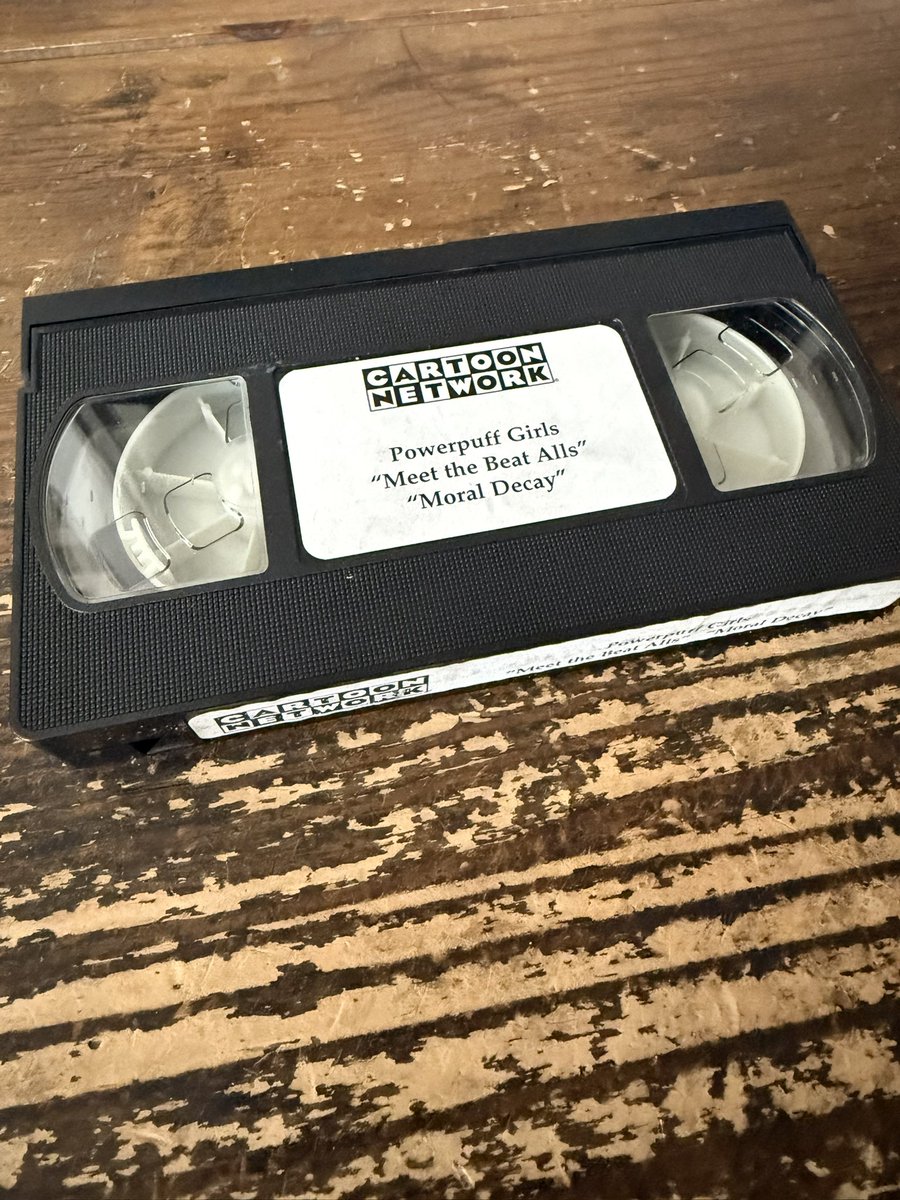 CARTOON
NETWORK
Powerpuff Girls
“Meet the Beat Alls”
“Moral Decay”
CARTOON
NETWORK
Powerpuff Girls
“Meet the Beat Alls” “Moral Decay”